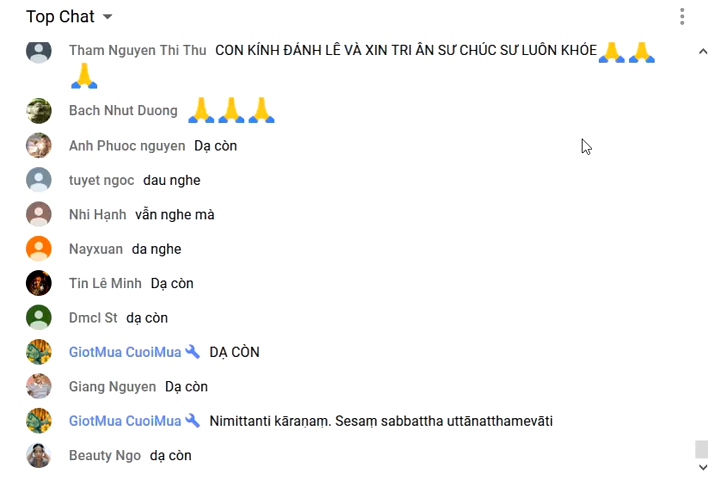 Top Chat
Tham Nguyen Thi Thu CON KÍNH ĐẢNH LỄ VÀ XIN TRI ÂN SƯ CHÚC SƯ LUÔN KHỎE🙏🙏
🙏
Bach Nhut Duong 🙏🙏🙏
Anh Phuoc nguyen Dạ còn
tuyet ngoc dau nghe
Nhi Hạnh vẫn nghe mà
Nayxuan da nghe
Tin Lê Minh Dạ còn
Dmcl St dạ còn
GiotMua CuoiMua DẠ CÒN
Giang Nguyen Dạ còn
GiotMua CuoiMua Nimittanti kāraṇaṃ. Sesaṃ sabbattha uttānatthamevāti
Beauty Ngo dạ còn